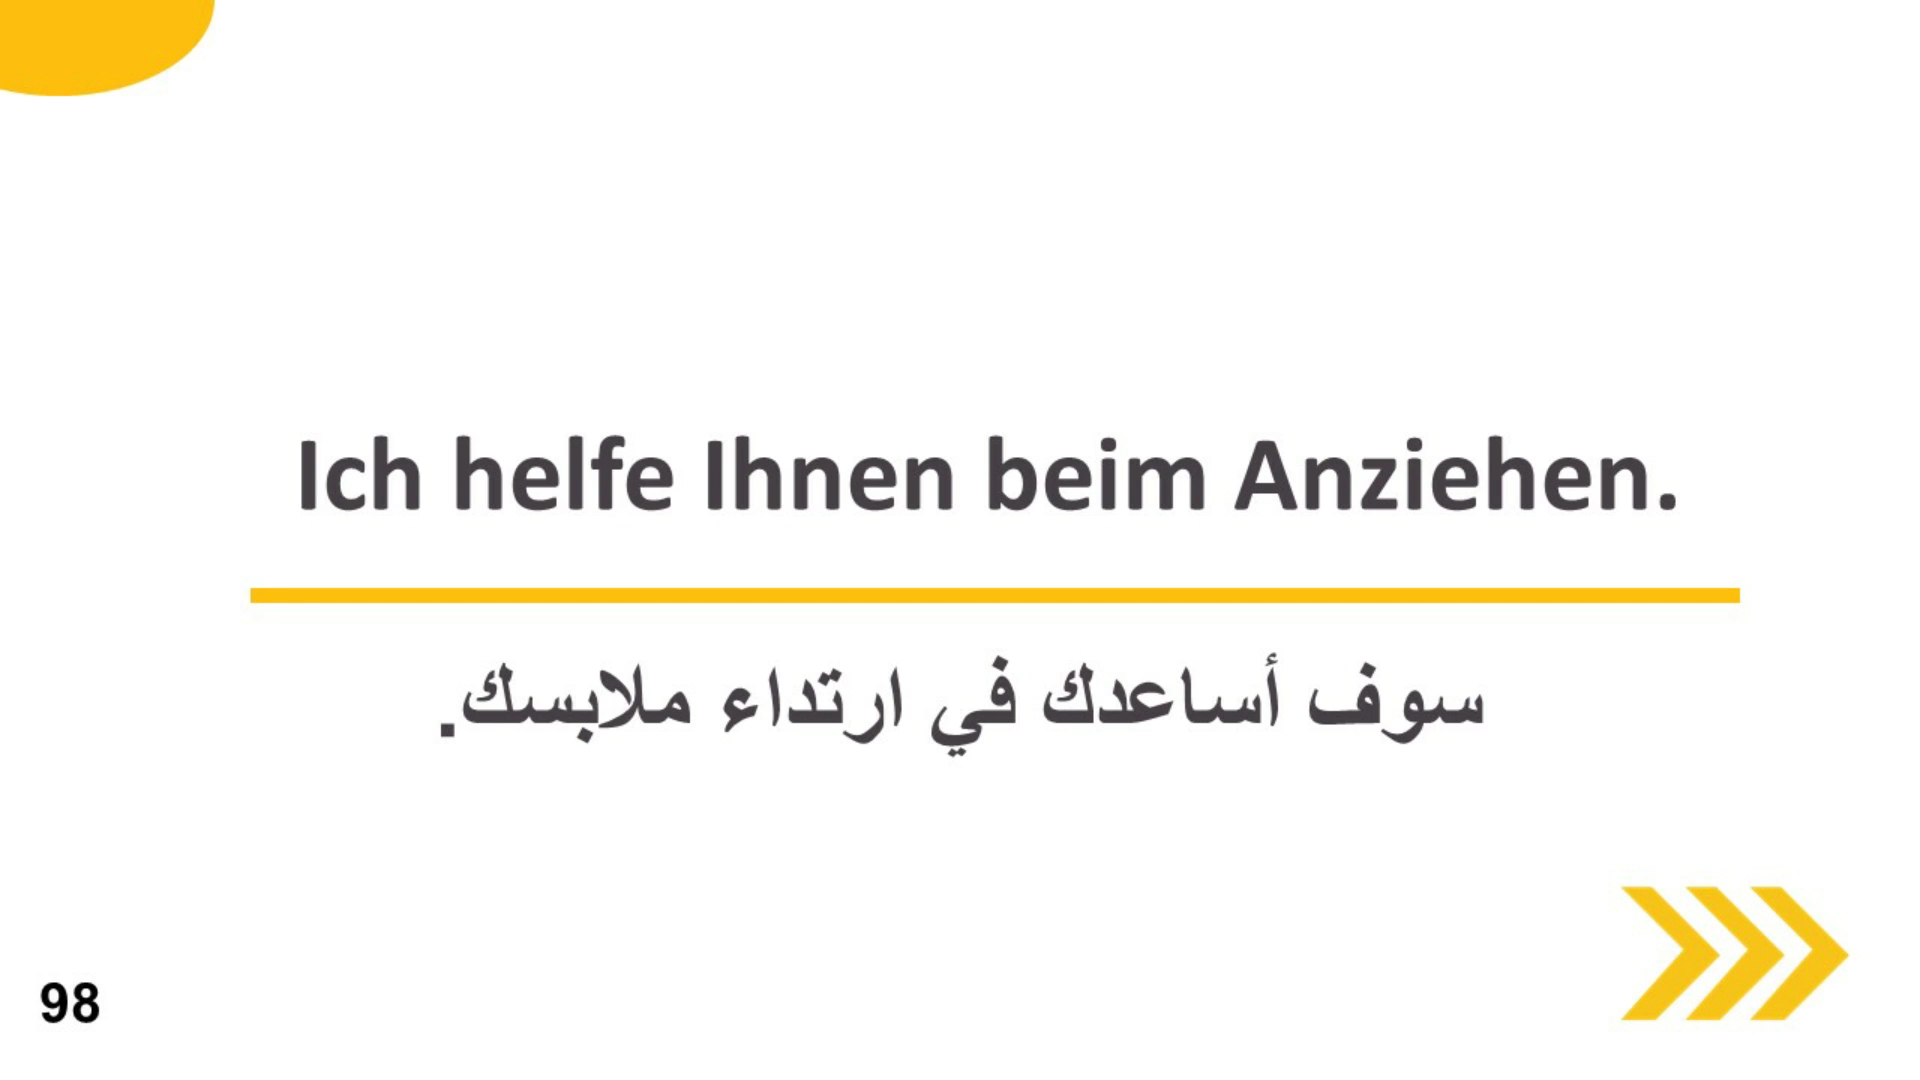 Ich helfe Ihnen beim Anziehen.
سوف أساعدك في ارتداء ملابسك.
98